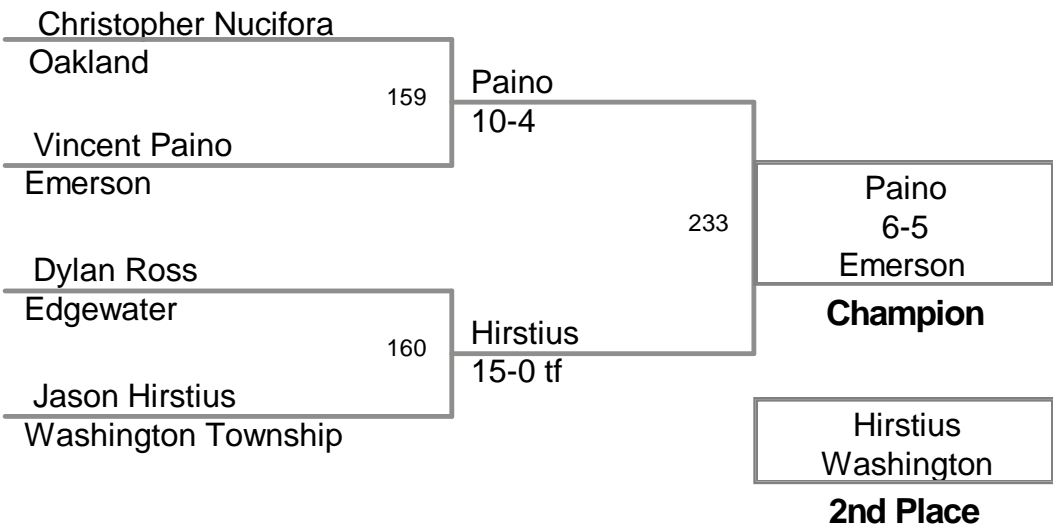 Christopher Nucifora
Oakland
159
Vincent Paino
Emerson
Paino
10-4
Dylan Ross
Edgewater
160
Jason Hirstius
Washington Township
Hirstius
15-0 tf
233
Paino
6-5
Emerson
Champion
Hirstius
Washington
2nd Place